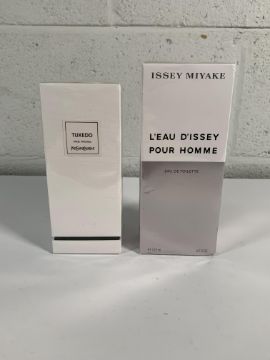 TUXEDO
YVES SAINT LAURENT
ISSEY MIYAKE
L'EAU D'ISSEY
POUR HOMME
EAU DE TOILETTE